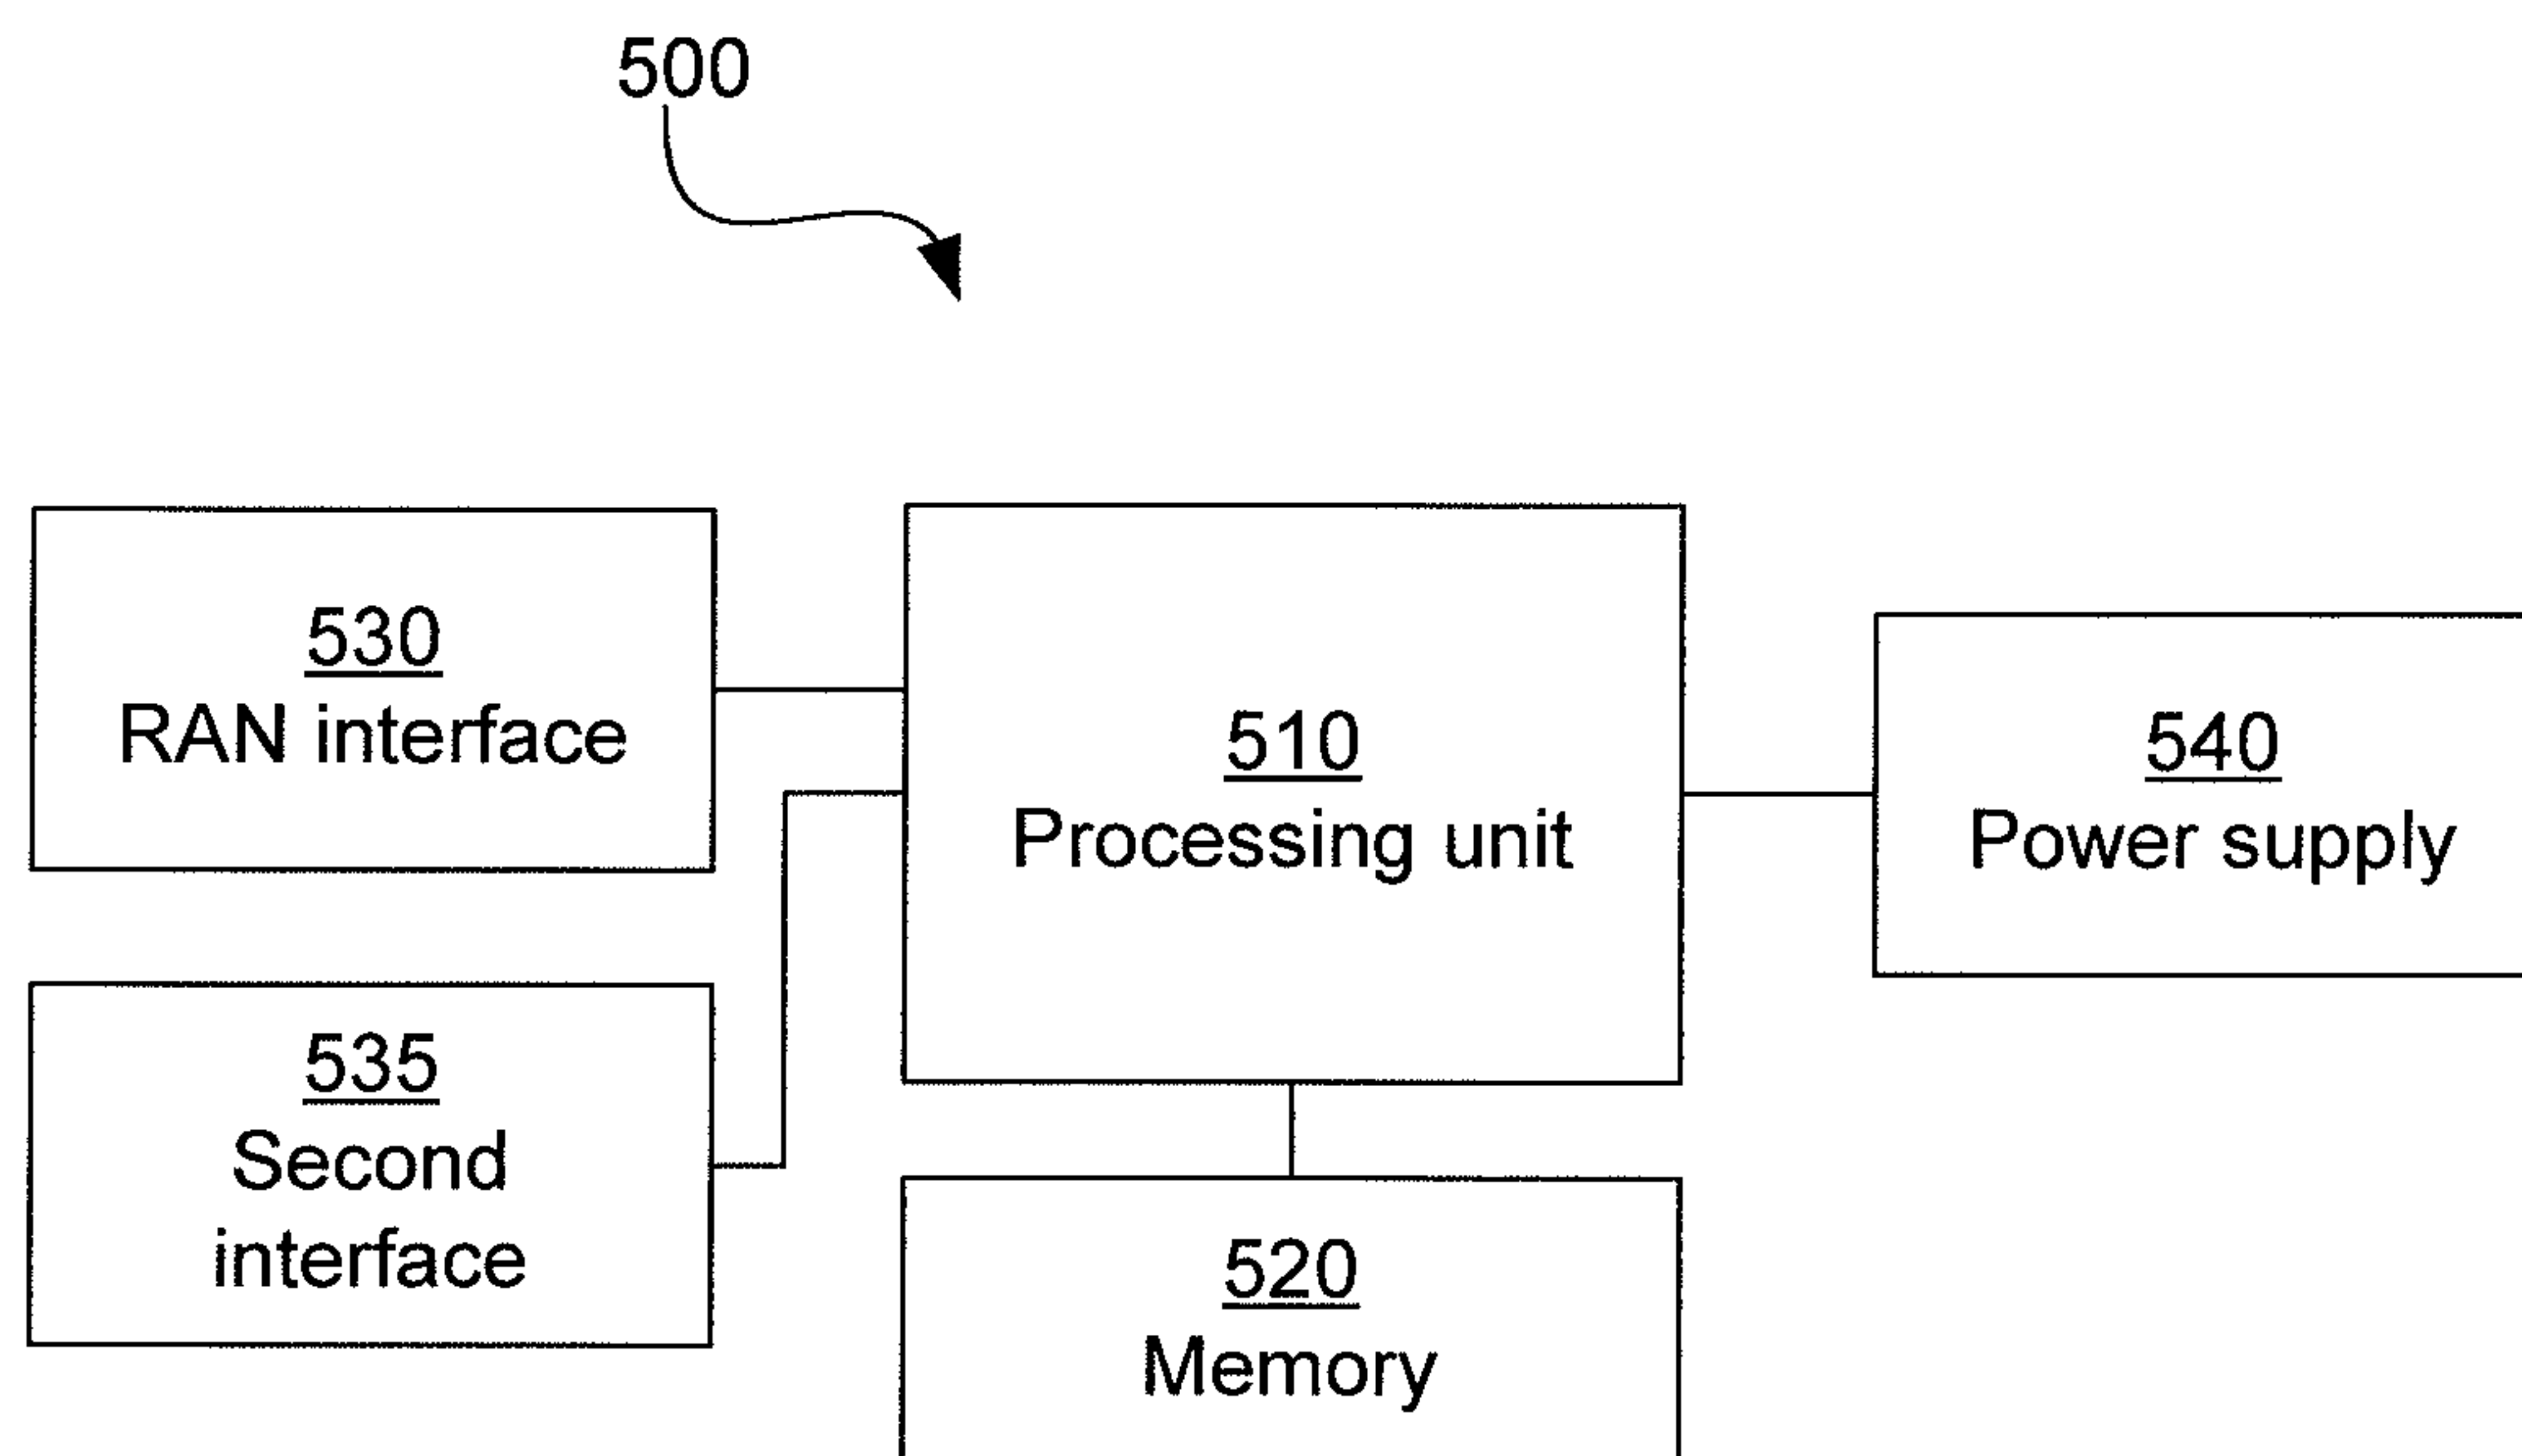 500
530
RAN interface
510
Processing unit
540
Power supply
535
Second
interface
520
Memory